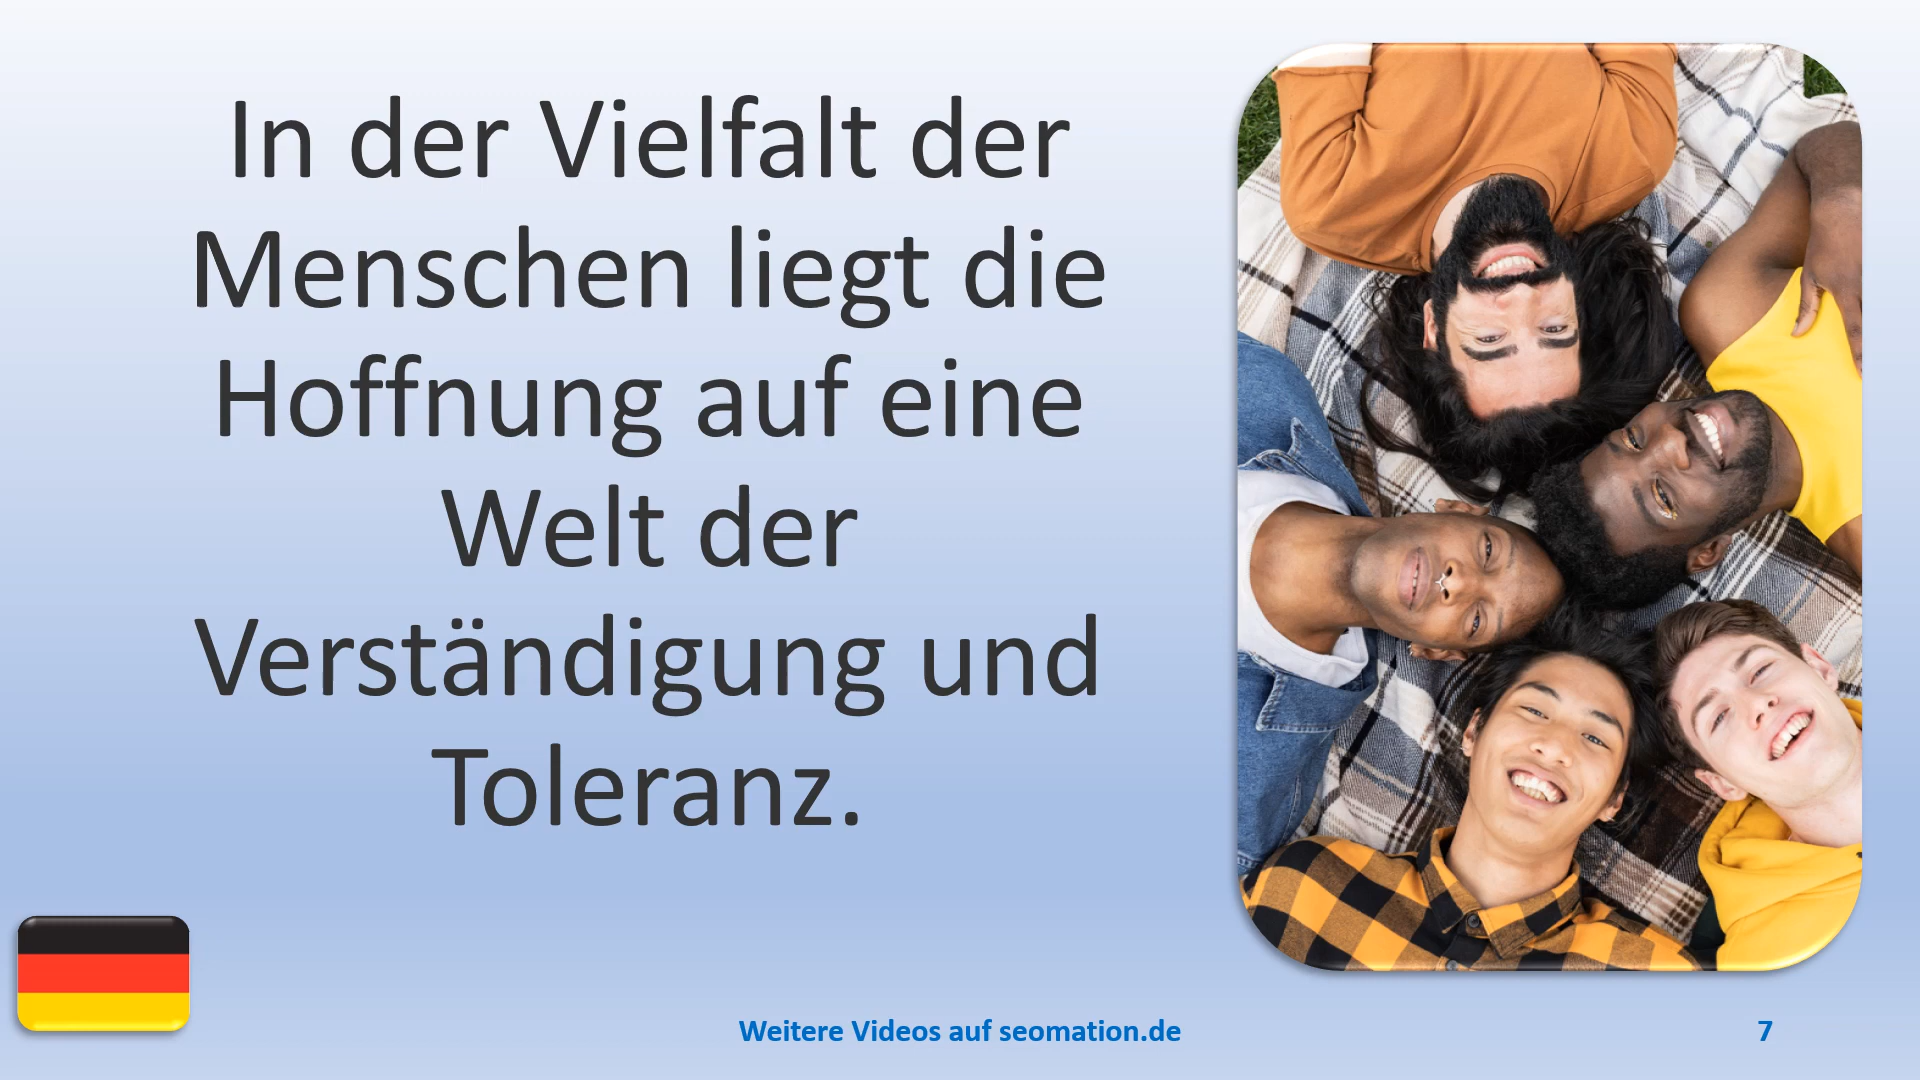 In der Vielfalt der
Menschen liegt die
Hoffnung auf eine
Welt der
Verständigung und
Toleranz.
Weitere Videos auf seomation.de
7